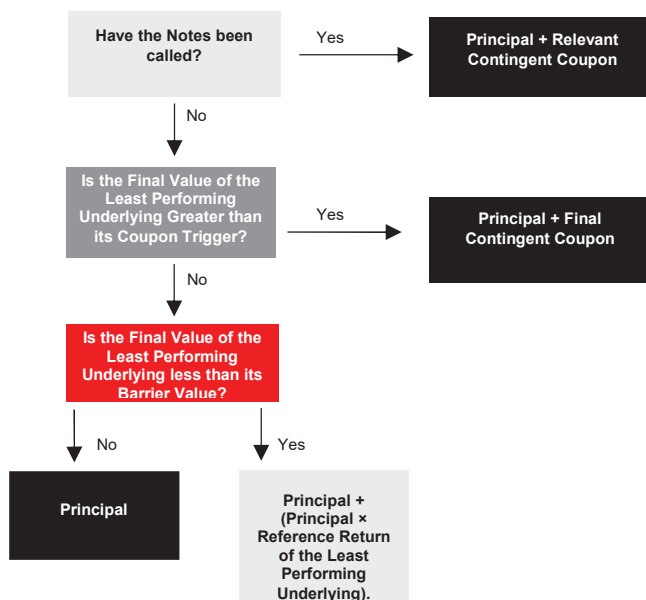 Have the Notes been
called?
Yes
Principal + Relevant
Contingent Coupon
No
Is the Final Value of the
Least Performing
Underlying Greater than
its Coupon Trigger?
Yes
Principal + Final
Contingent Coupon
No
Is the Final Value of the
Least Performing
Underlying less than its
Barrier Value?
No
Yes
Principal
Principal +
(Principal ×
Reference Return
of the Least
Performing
Underlying).